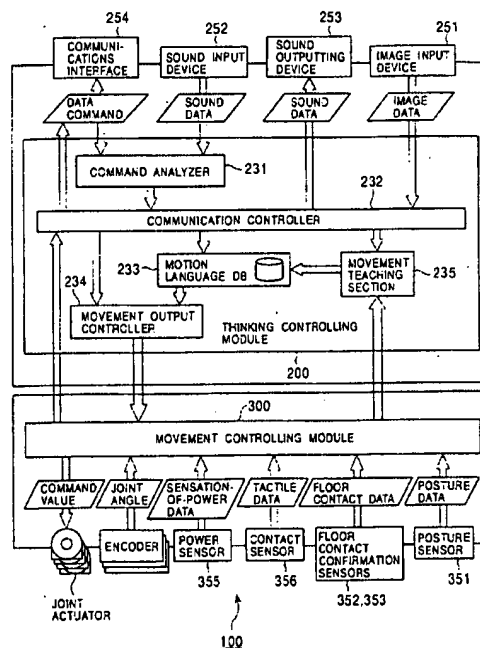 254
252
253
251
COMMUNI-
CATIONS
INTERFACE
SOUND INPUT
DEVICE
SOUND
OUTPUTTING
DEVICE
IMAGE INPUT
DEVICE
DATA
COMMAND
SOUND
DATA
SOUND
DATA
IMAGE
DATA
COMMAND ANALYZER
231
232
COMMUNICATION CONTROLLER
233
MOTION
LANGUAGE DB
MOVEMENT
TEACHING
SECTION
235
234
MOVEMENT OUTPUT
CONTROLLER
THINKING CONTROLLING
MODULE
200
300
MOVEMENT CONTROLLING MODULE
COMMAND
VALUE
JOINT
ANGLE
SENSATION-
OF-POWER
DATA
TACTILE
DATA
FLOOR
CONTACT DATA
POSTURE
DATA
JOINT
ACTUATOR
ENCODER
POWER
SENSOR
355
CONTACT
SENSOR
356
FLOOR
CONTACT
CONFIRMATION
SENSORS
352,353
POSTURE
SENSOR
351
100